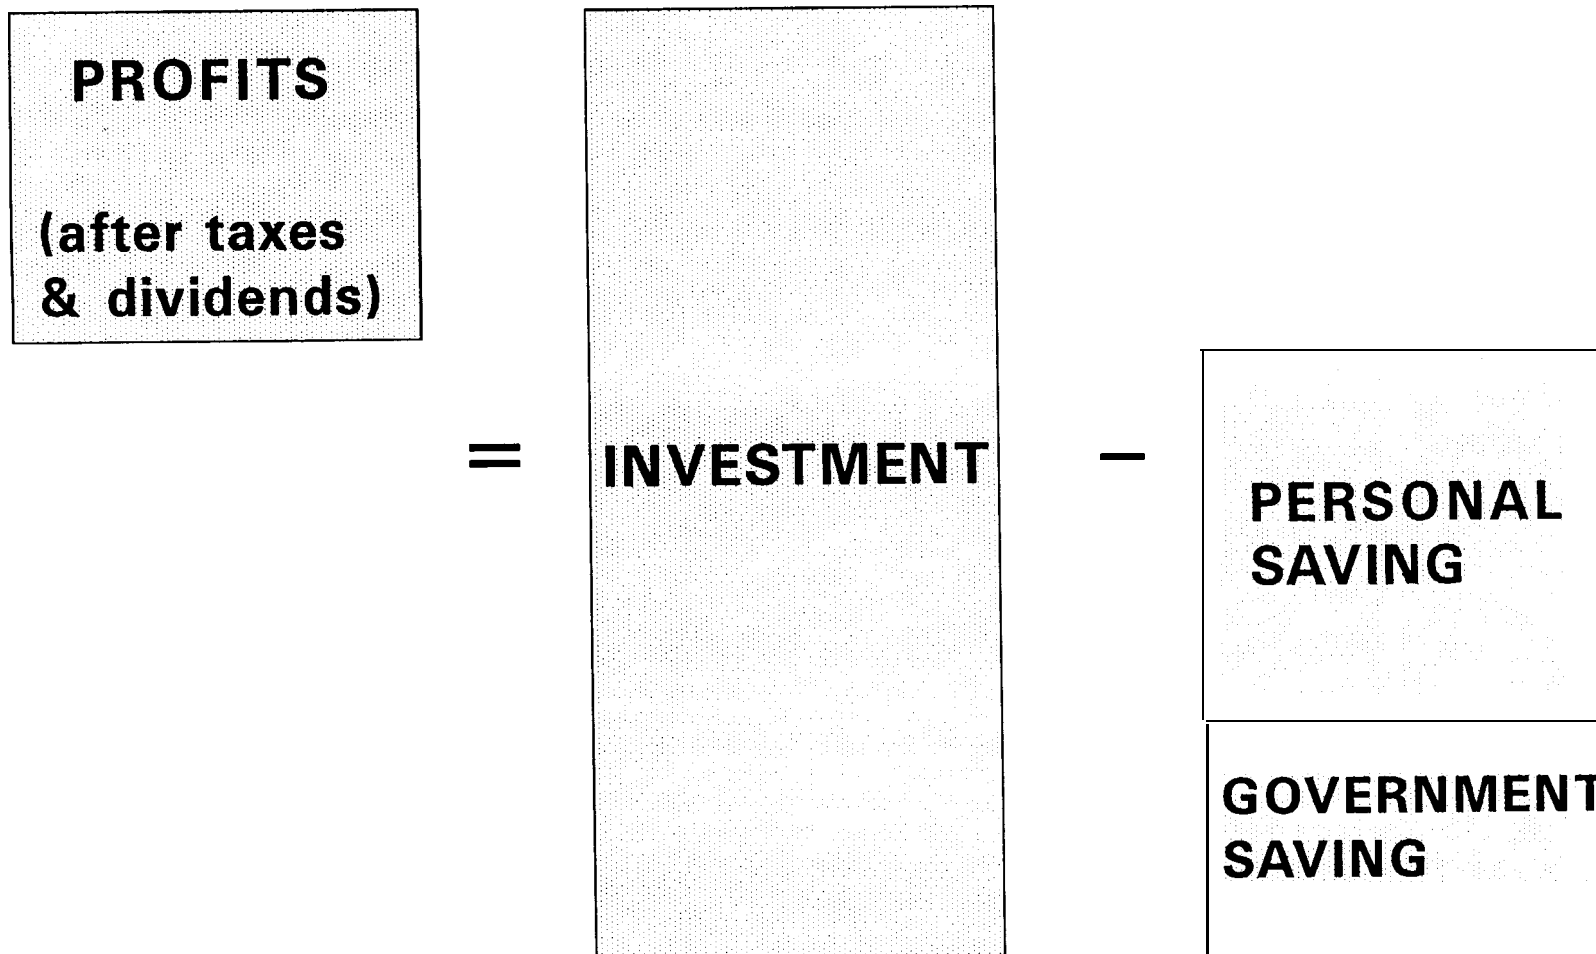 PROFITS
(after taxes
& dividends)
=
INVESTMENT
–
PERSONAL
SAVING
GOVERNMENT
SAVING